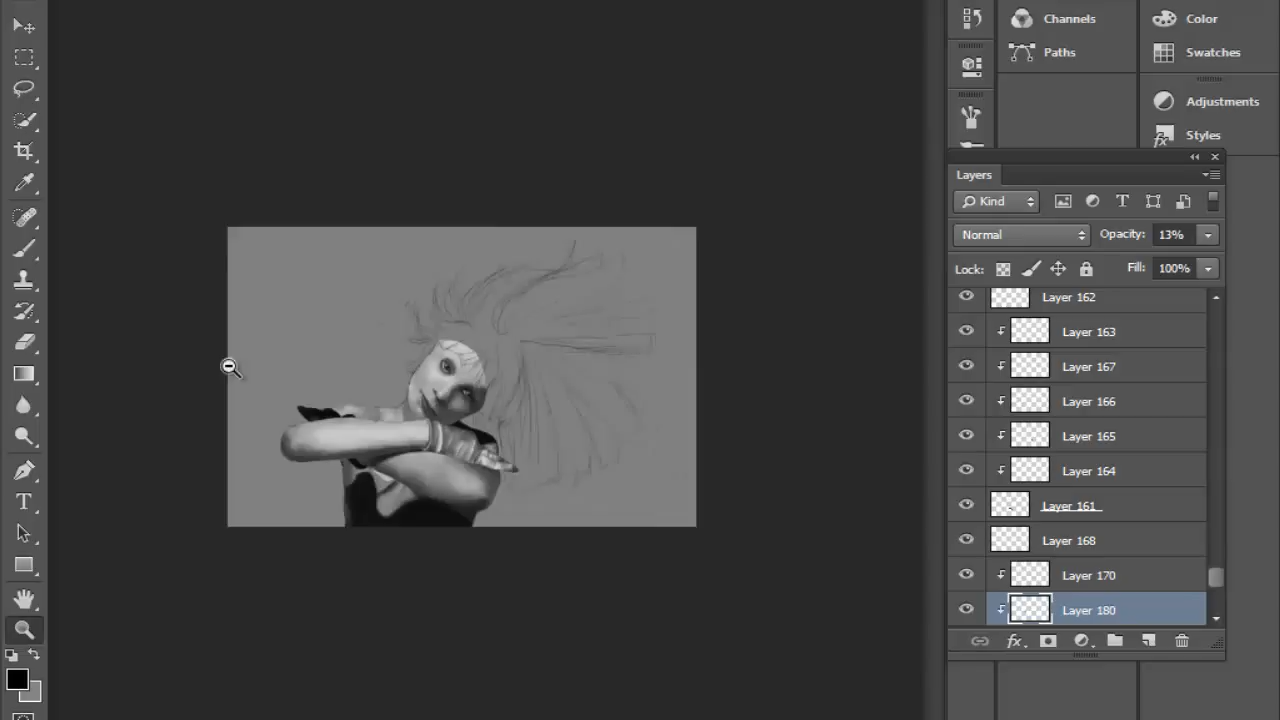 Channels
Color
Paths
Swatches
Adjustments
Styles
Layers
Kind
Normal
Opacity: 13%
Lock:
Fill: 100%
Layer 162
Layer 163
Layer 167
Layer 166
Layer 165
Layer 164
Layer 161
Layer 168
Layer 170
Layer 180